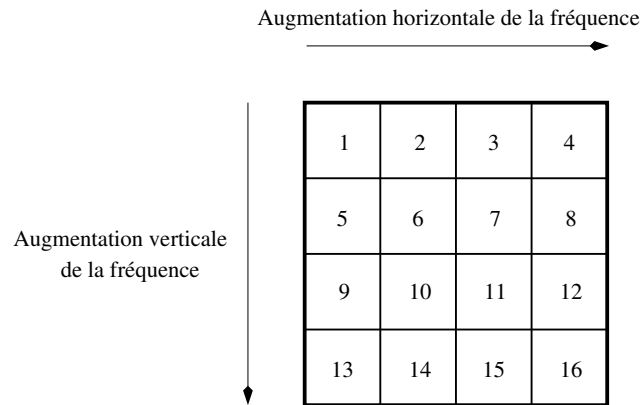 Augmentation horizontale de la fréquence
1 2 3 4
5 6 7 8
Augmentation verticale
de la fréquence
9 10 11 12
13 14 15 16